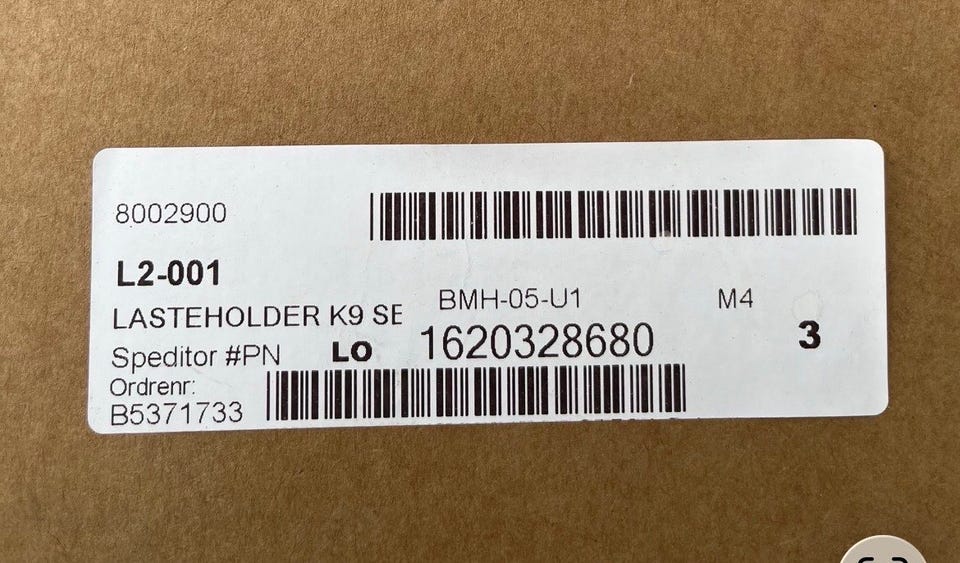 8002900
L2-001
LASTEHOLDER K9 SE BMH-05-U1 M4
Speditor #PN LO 1620328680 3
Ordrenr:
B5371733